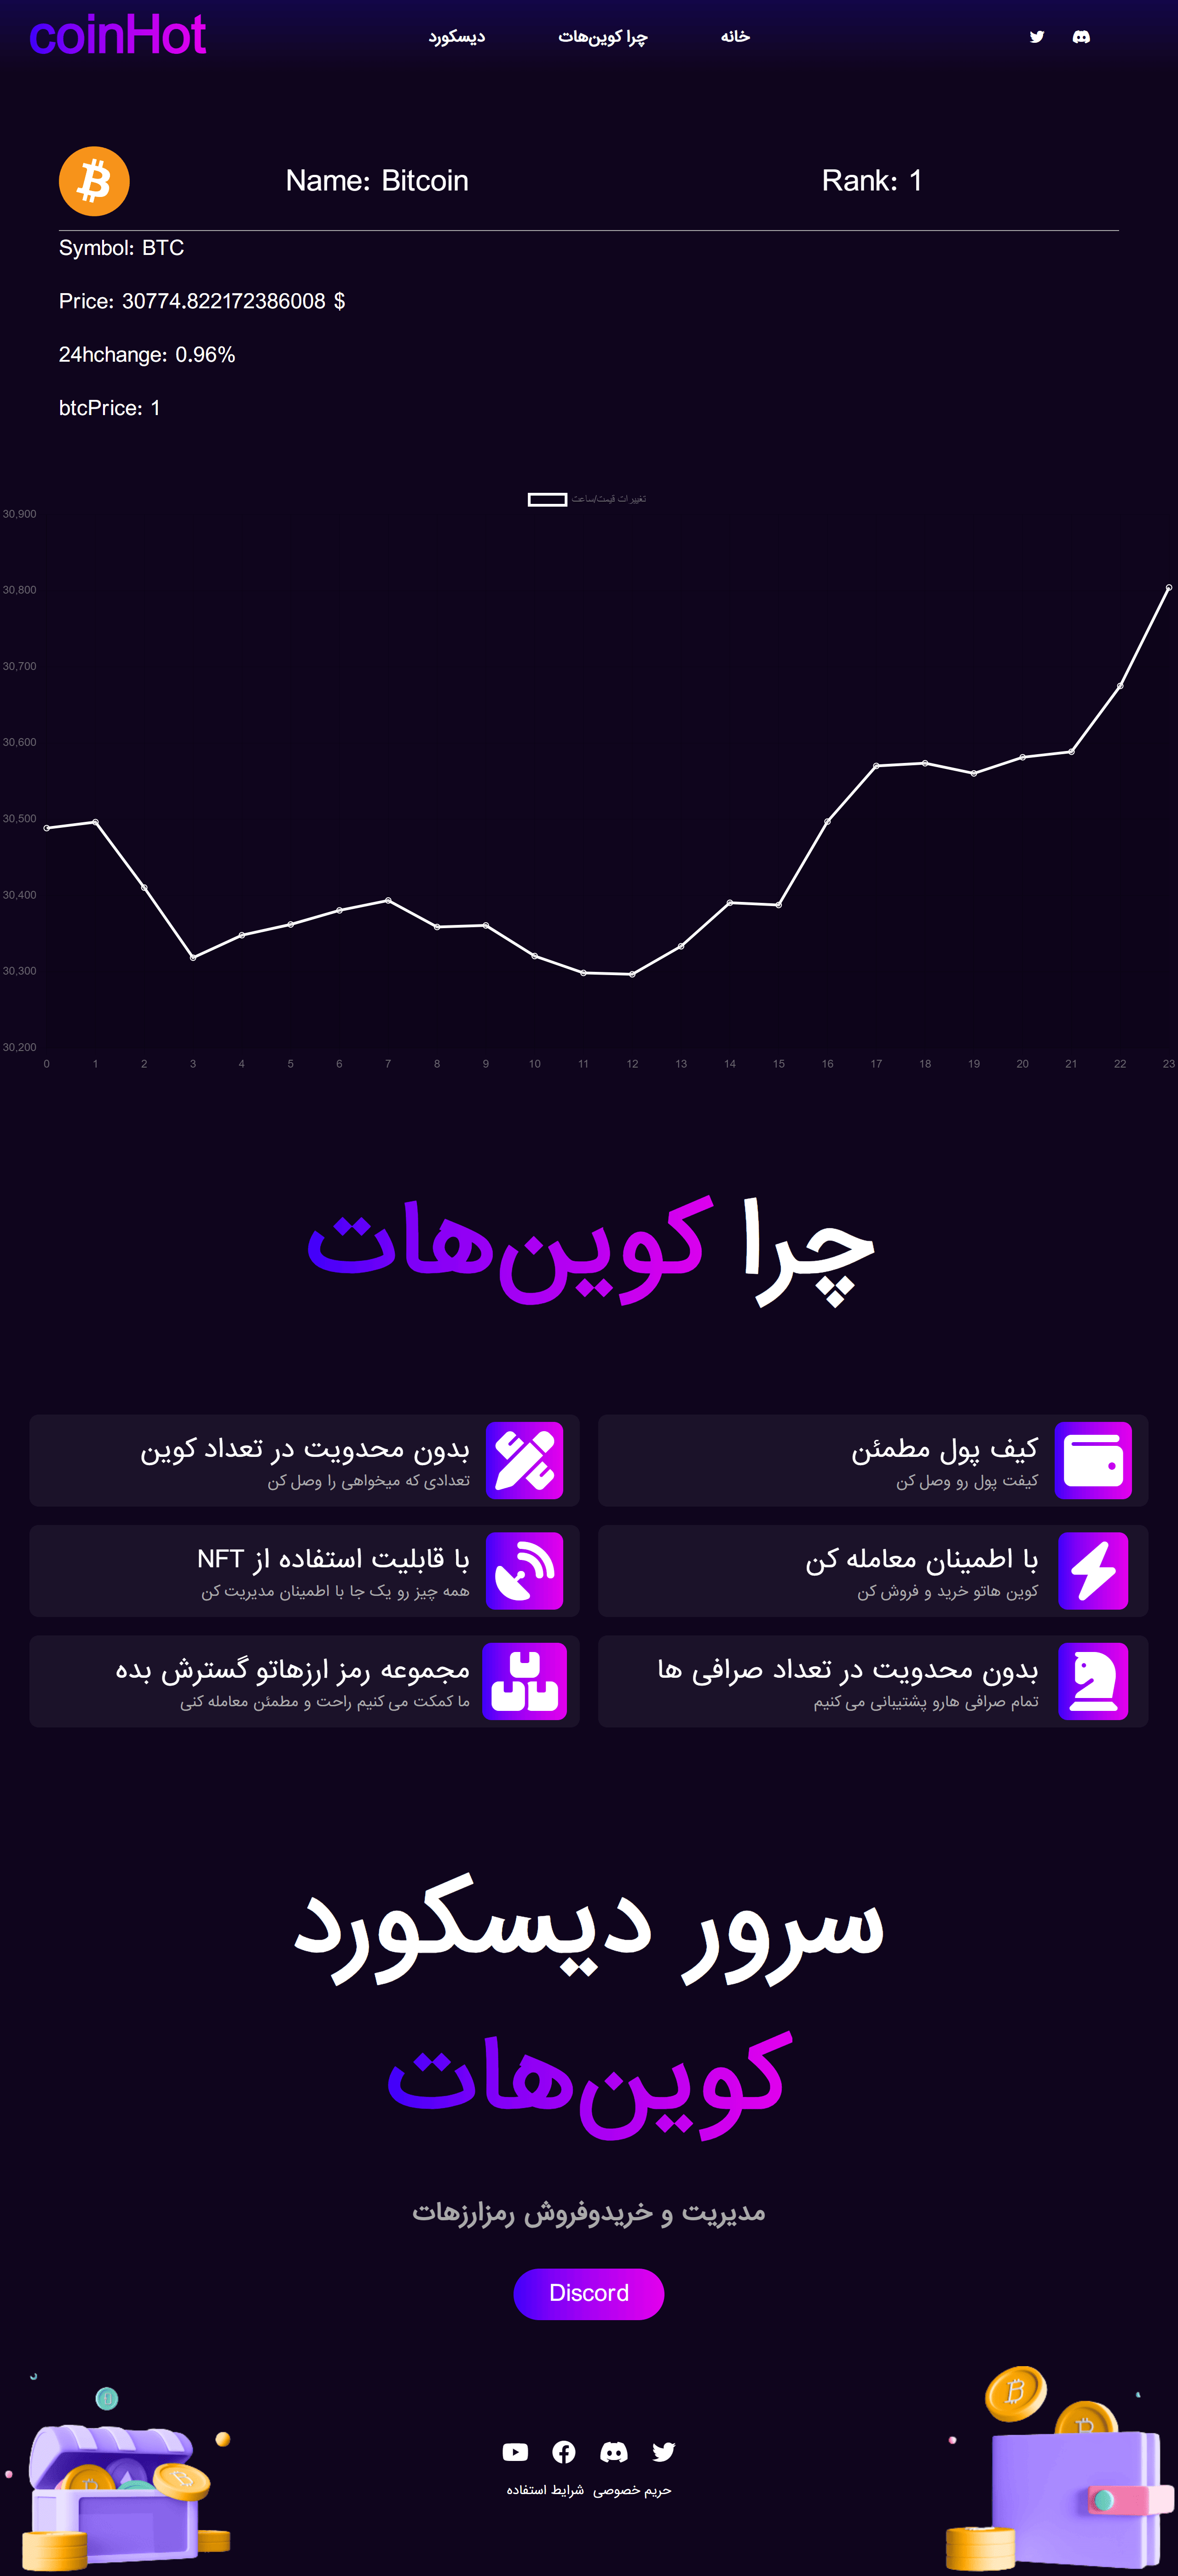 coinHot
خانه
چرا کوین‌هات
دیسکورد
Name: Bitcoin
Rank: 1
Symbol: BTC
Price: 30774.822172386008 $
24hchange: 0.96%
btcPrice: 1
تغییرات قیمت/ساعت
30,900
30,800
30,700
30,600
30,500
30,400
30,300
30,200
0 1 2 3 4 5 6 7 8 9 10 11 12 13 14 15 16 17 18 19 20 21 22 23
چرا کوین‌هات
کیف پول مطمئن
کیفت پول رو وصل کن
بدون محدویت در تعداد کوین
تعدادی که میخواهی را وصل کن
با اطمینان معامله کن
کوین هاتو خرید و فروش کن
با قابلیت استفاده از NFT
همه چیز رو یک جا با اطمینان مدیریت کن
بدون محدویت در تعداد صرافی ها
تمام صرافی هارو پشتیبانی می کنیم
مجموعه رمز ارزهاتو گسترش بده
ما کمکت می کنیم راحت و مطمئن معامله کنی
سرور دیسکورد
کوین‌هات
مدیریت و خریدوفروش رمزارزهات
Discord
حریم خصوصی شرایط استفاده